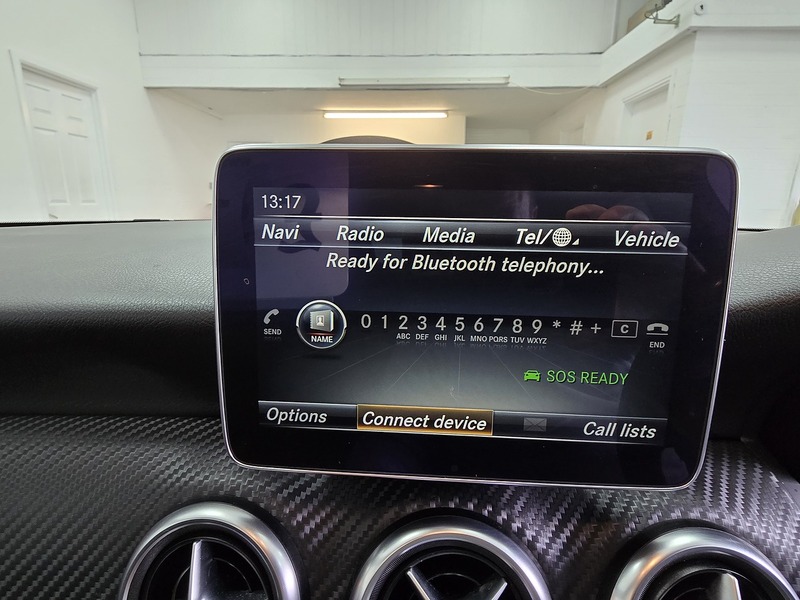 13:17
Navi Radio Media Tel/ Vehicle
Ready for Bluetooth telephony...
SEND NAME 0 1 2 3 4 5 6 7 8 9 * # + C END
ABC DEF GHI JKL MNO PQRS TUV WXYZ
SOS READY
Options Connect device Call lists